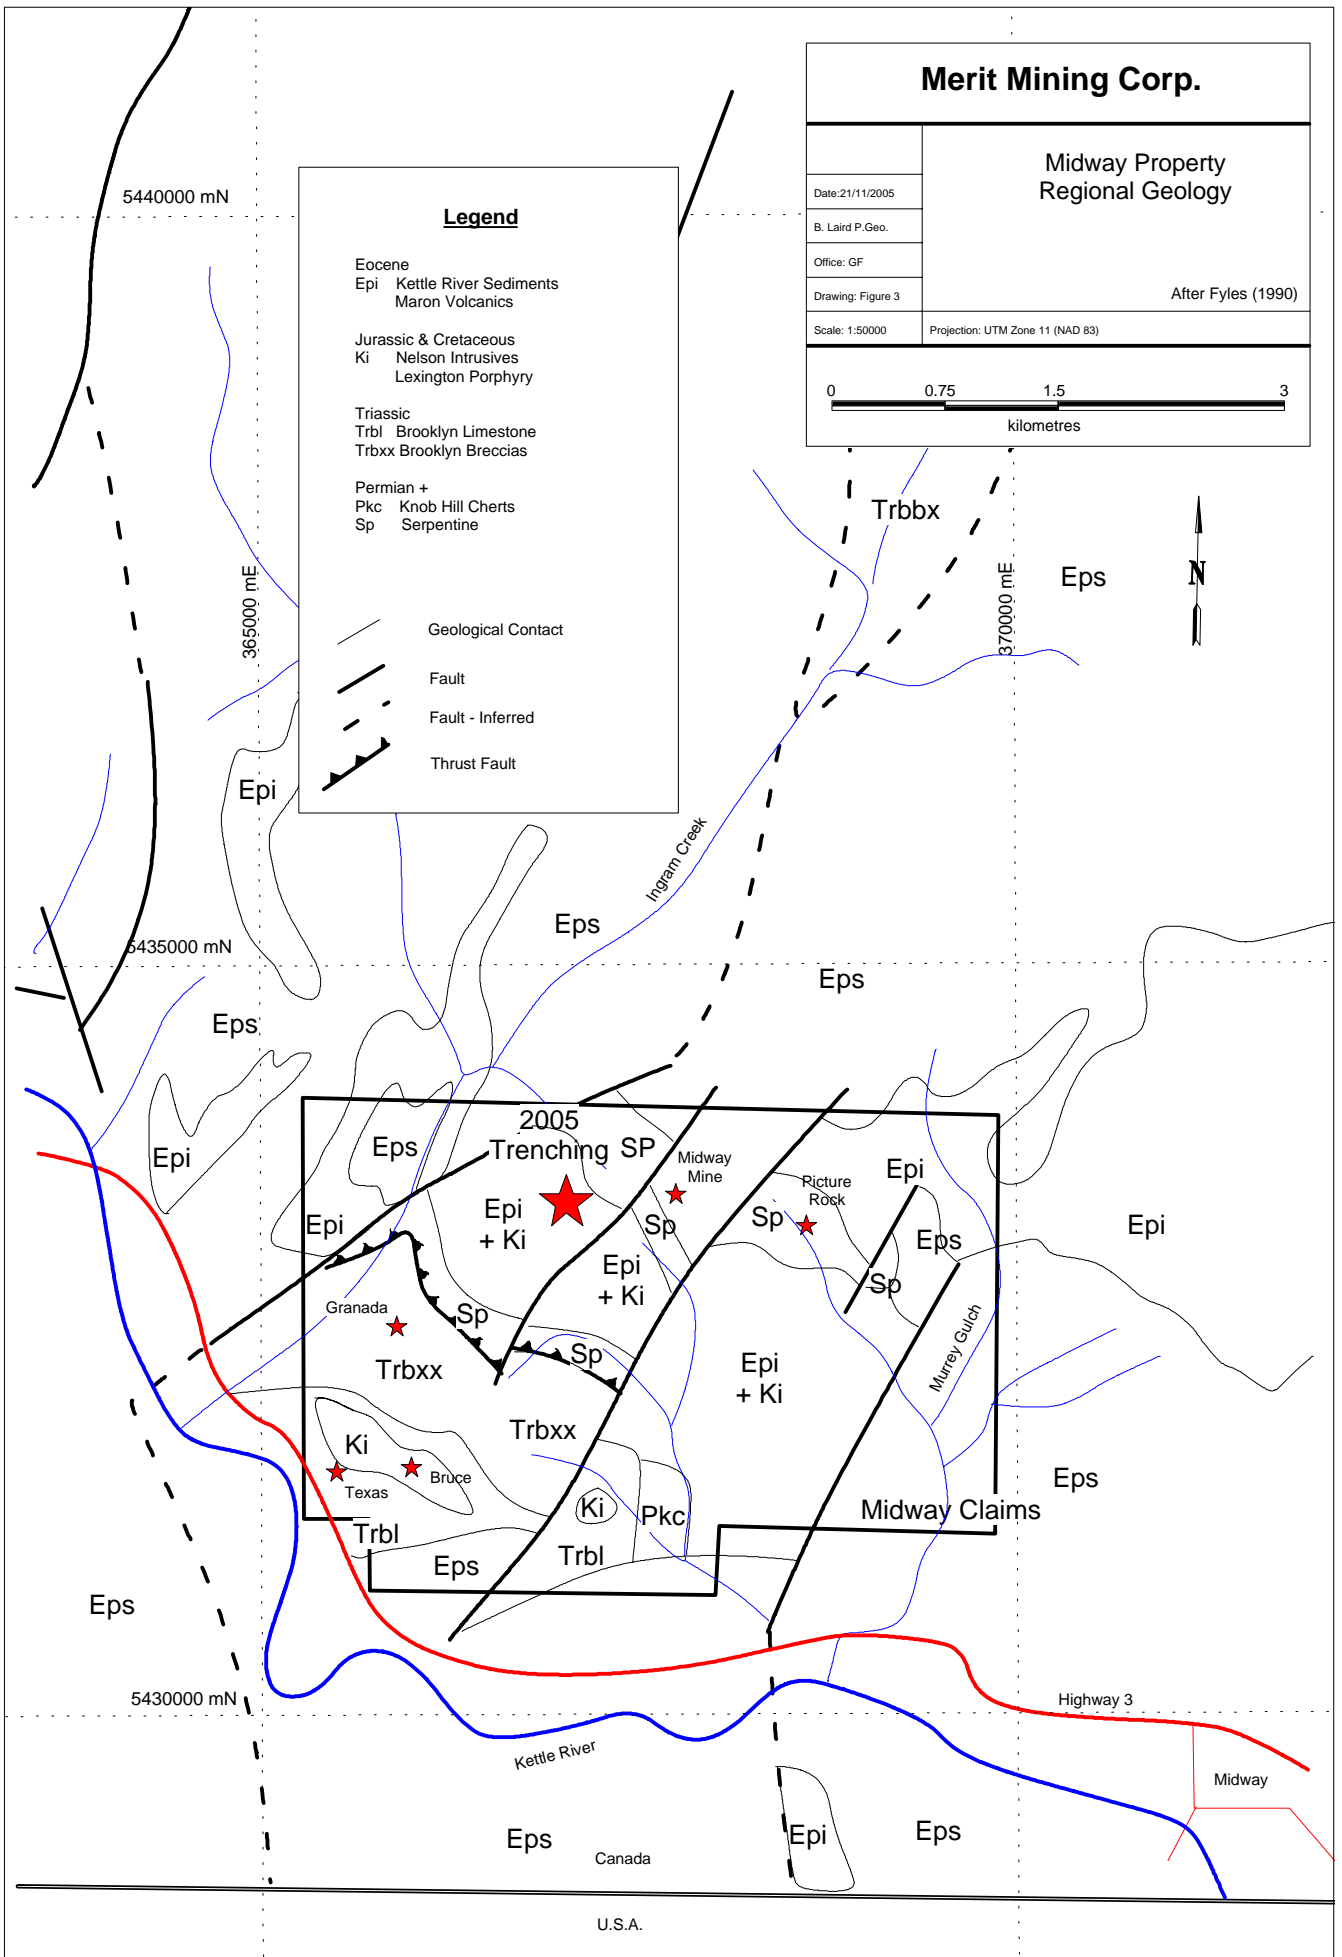 Merit Mining Corp.
Midway Property
Regional Geology
Date:21/11/2005
B. Laird P.Geo.
Office: GF
Drawing: Figure 3
After Fyles (1990)
Scale: 1:50000
Projection: UTM Zone 11 (NAD 83)
0 0.75 1.5 3
kilometres
5440000 mN
Legend
Eocene
Epi Kettle River Sediments
Maron Volcanics
Jurassic & Cretaceous
Ki Nelson Intrusives
Lexington Porphyry
Triassic
Trbl Brooklyn Limestone
Trbxx Brooklyn Breccias
Permian +
Pkc Knob Hill Cherts
Sp Serpentine
Geological Contact
Fault
Fault - Inferred
Thrust Fault
Trbbx
Eps
N
365000 mE
370000 mE
Epi
Ingram Creek
Eps
5435000 mN
Eps
Eps
2005
Trenching
SP
Eps
Midway
Mine
Epi
Epi
Picture
Rock
Epi
+ Ki
Sp
Sp
Epi
Eps
Epi
Epi
+ Ki
Sp
Granada
Sp
Sp
Murrey Gulch
Trbxx
Epi
+ Ki
Trbxx
Ki
Bruce
Texas
Eps
Ki
Pkc
Midway Claims
Trbl
Trbl
Eps
Eps
5430000 mN
Highway 3
Kettle River
Midway
Eps
Epi
Eps
Canada
U.S.A.